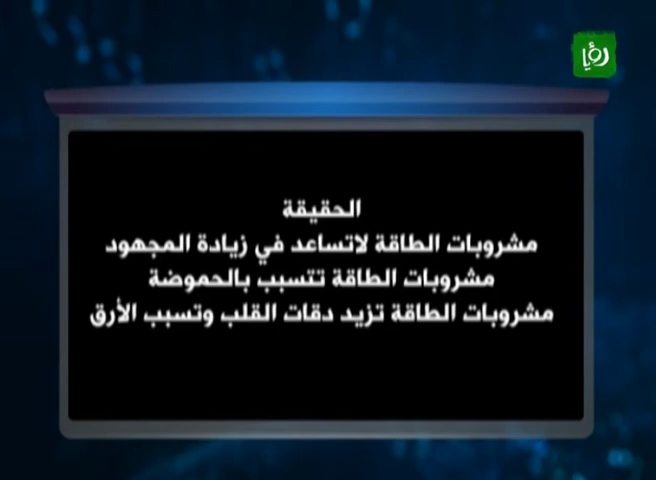 رؤيا
الحقيقة
مشروبات الطاقة لاتساعد في زيادة المجهود
مشروبات الطاقة تتسبب بالحموضة
مشروبات الطاقة تزيد دقات القلب وتسبب الأرق